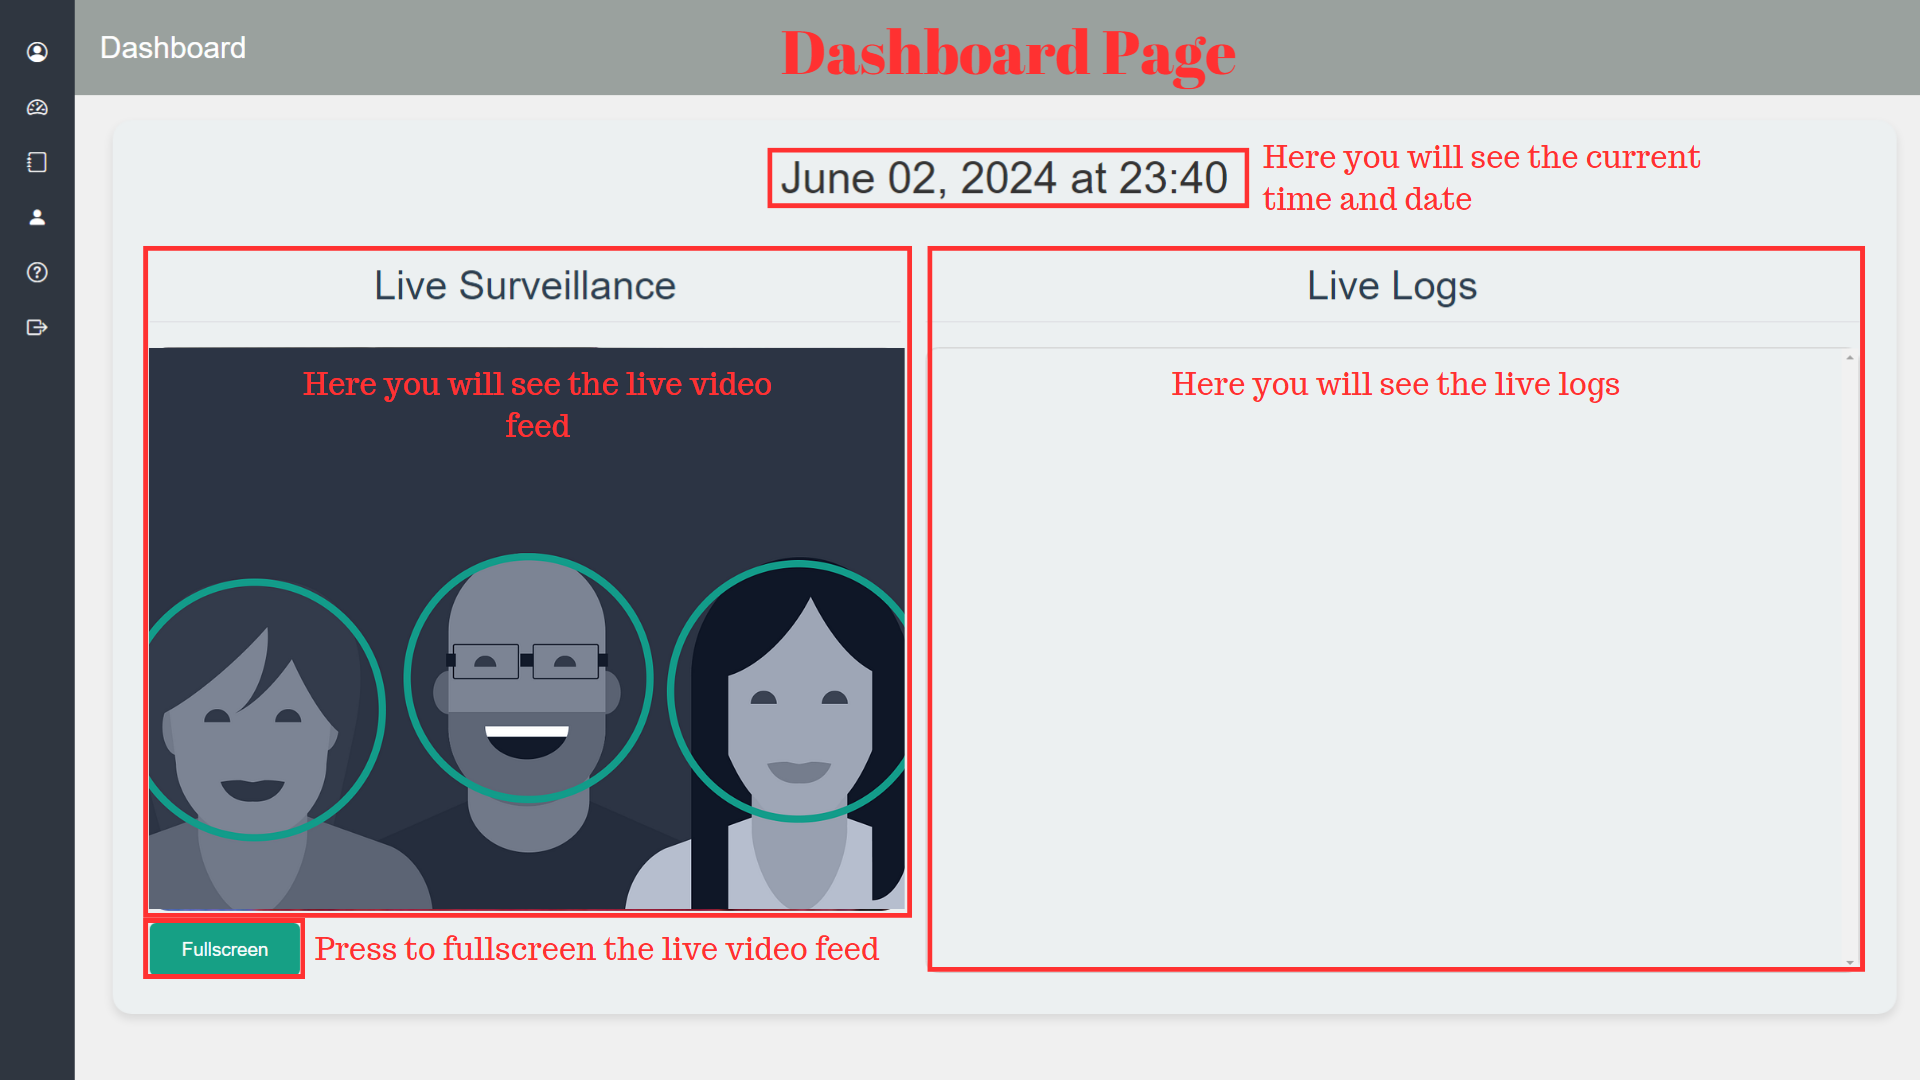 Dashboard
Dashboard Page
June 02, 2024 at 23:40
Here you will see the current
time and date
Live Surveillance
Here you will see the live video
feed
Fullscreen
Press to fullscreen the live video feed
Live Logs
Here you will see the live logs